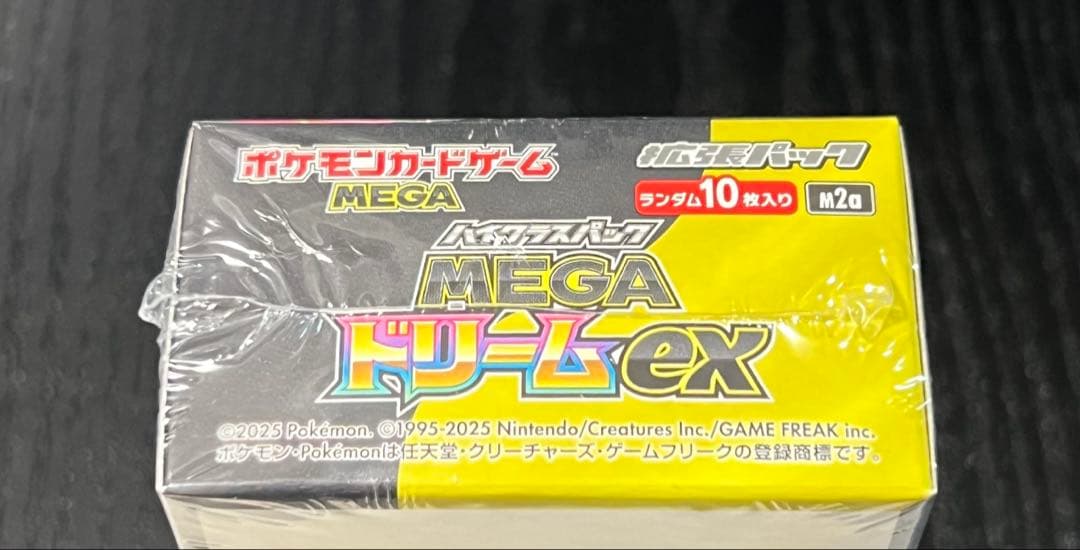 ポケモンカードゲーム
MEGA
拡張パック
ランダム10枚入り M2a
ハイクラスパック
MEGA
ドリームex
©2025 Pokémon. ©1995-2025 Nintendo/Creatures Inc./GAME FREAK inc.
ポケモン・Pokémonは任天堂・クリーチャーズ・ゲームフリークの登録商標です。